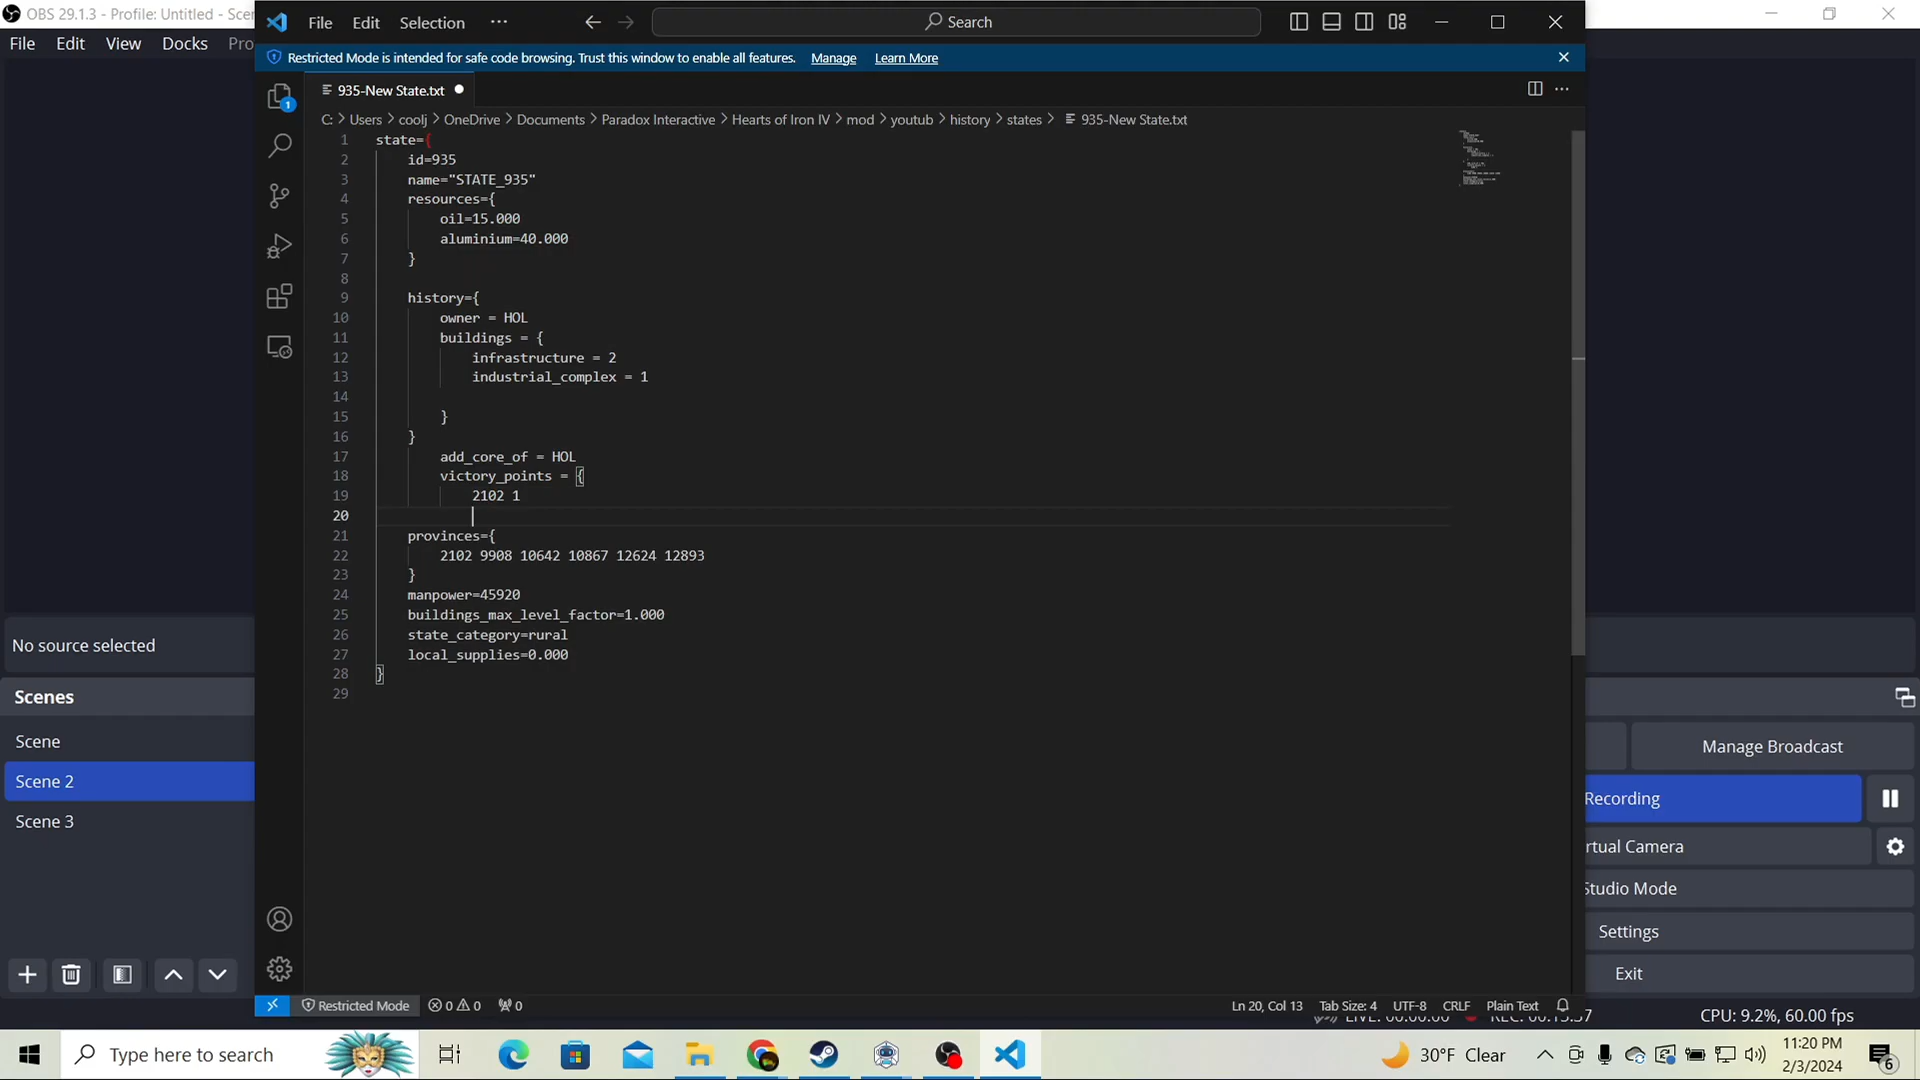 OBS 29.1.3 - Profile: Untitled - Scen
File Edit View Docks Pro
File Edit Selection ··· Search
Restricted Mode is intended for safe code browsing. Trust this window to enable all features. Manage Learn More
1
935-New State.txt
C: > Users > coolj > OneDrive > Documents > Paradox Interactive > Hearts of Iron IV > mod > youtub > history > states > 935-New State.txt
1 state={
2 id=935
3 name="STATE_935"
4 resources={
5 oil=15.000
6 aluminium=40.000
7 }
8
9 history={
10 owner = HOL
11 buildings = {
12 infrastructure = 2
13 industrial_complex = 1
14
15 }
16 }
17 add_core_of = HOL
18 victory_points = {
19 2102 1
20
21 provinces={
22 2102 9908 10642 10867 12624 12893
23 }
24 manpower=45920
25 buildings_max_level_factor=1.000
26 state_category=rural
27 local_supplies=0.000
28 }
29
No source selected
Scenes
Scene
Scene 2
Scene 3
Manage Broadcast
Recording
rtual Camera
Studio Mode
Settings
Exit
Restricted Mode 0 0 0 Ln 20, Col 13 Tab Size: 4 UTF-8 CRLF Plain Text
CPU: 9.2%, 60.00 fps
Type here to search 30°F Clear 11:20 PM
2/3/2024
6